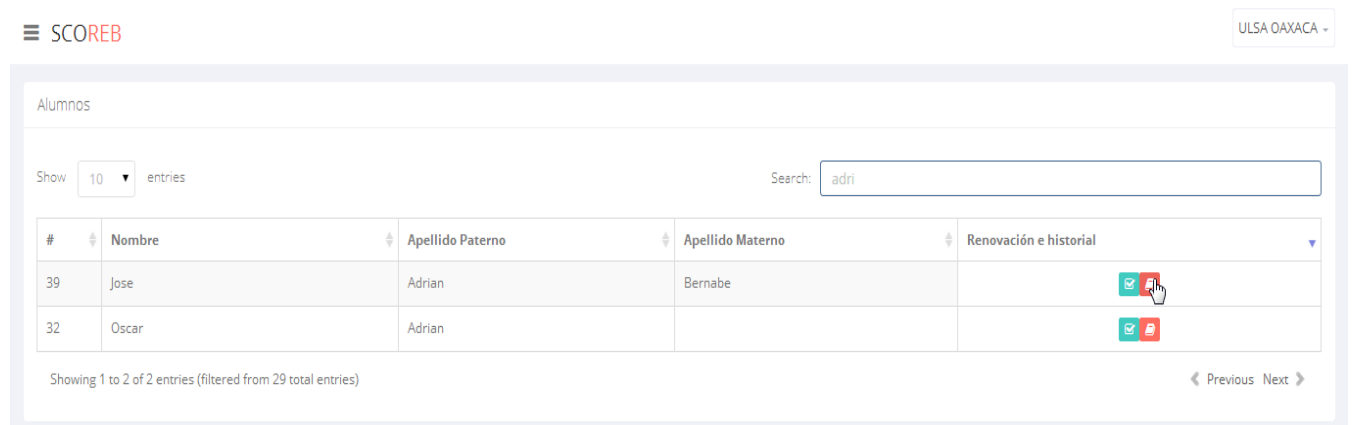 SCOREB ULSA OAXACA
Alumnos
Show 10 entries Search: adri
# Nombre Apellido Paterno Apellido Materno Renovación e historial
39 Jose Adrian Bernabe
32 Oscar Adrian
Showing 1 to 2 of 2 entries (filtered from 29 total entries) Previous Next